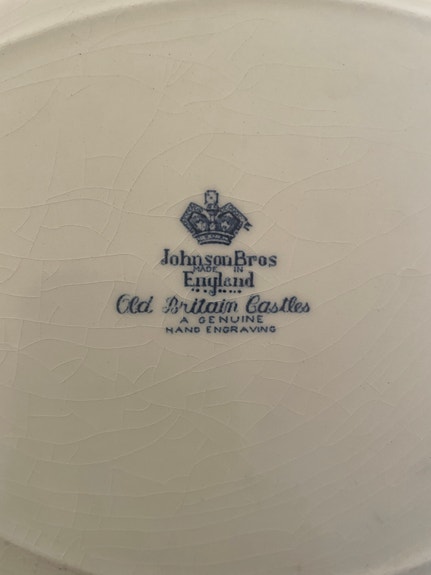 Johnson Bros
MADE IN
England
Old Britain Castles
A GENUINE
HAND ENGRAVING